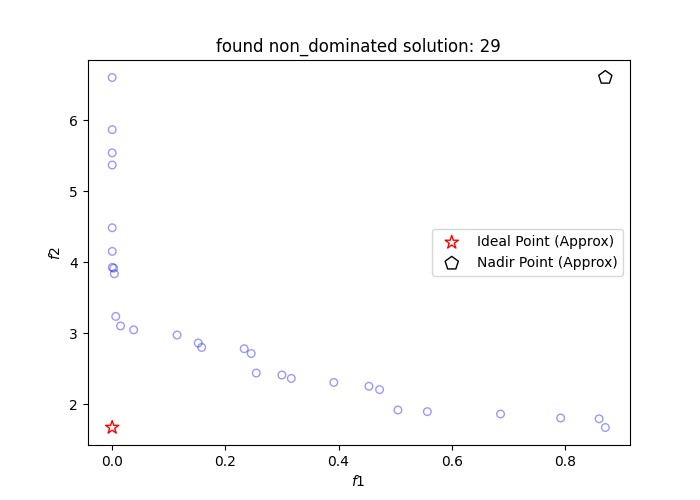 found non_dominated solution: 29
6
5
4
3
2
f2
Ideal Point (Approx)
Nadir Point (Approx)
0.0 0.2 0.4 0.6 0.8
f1